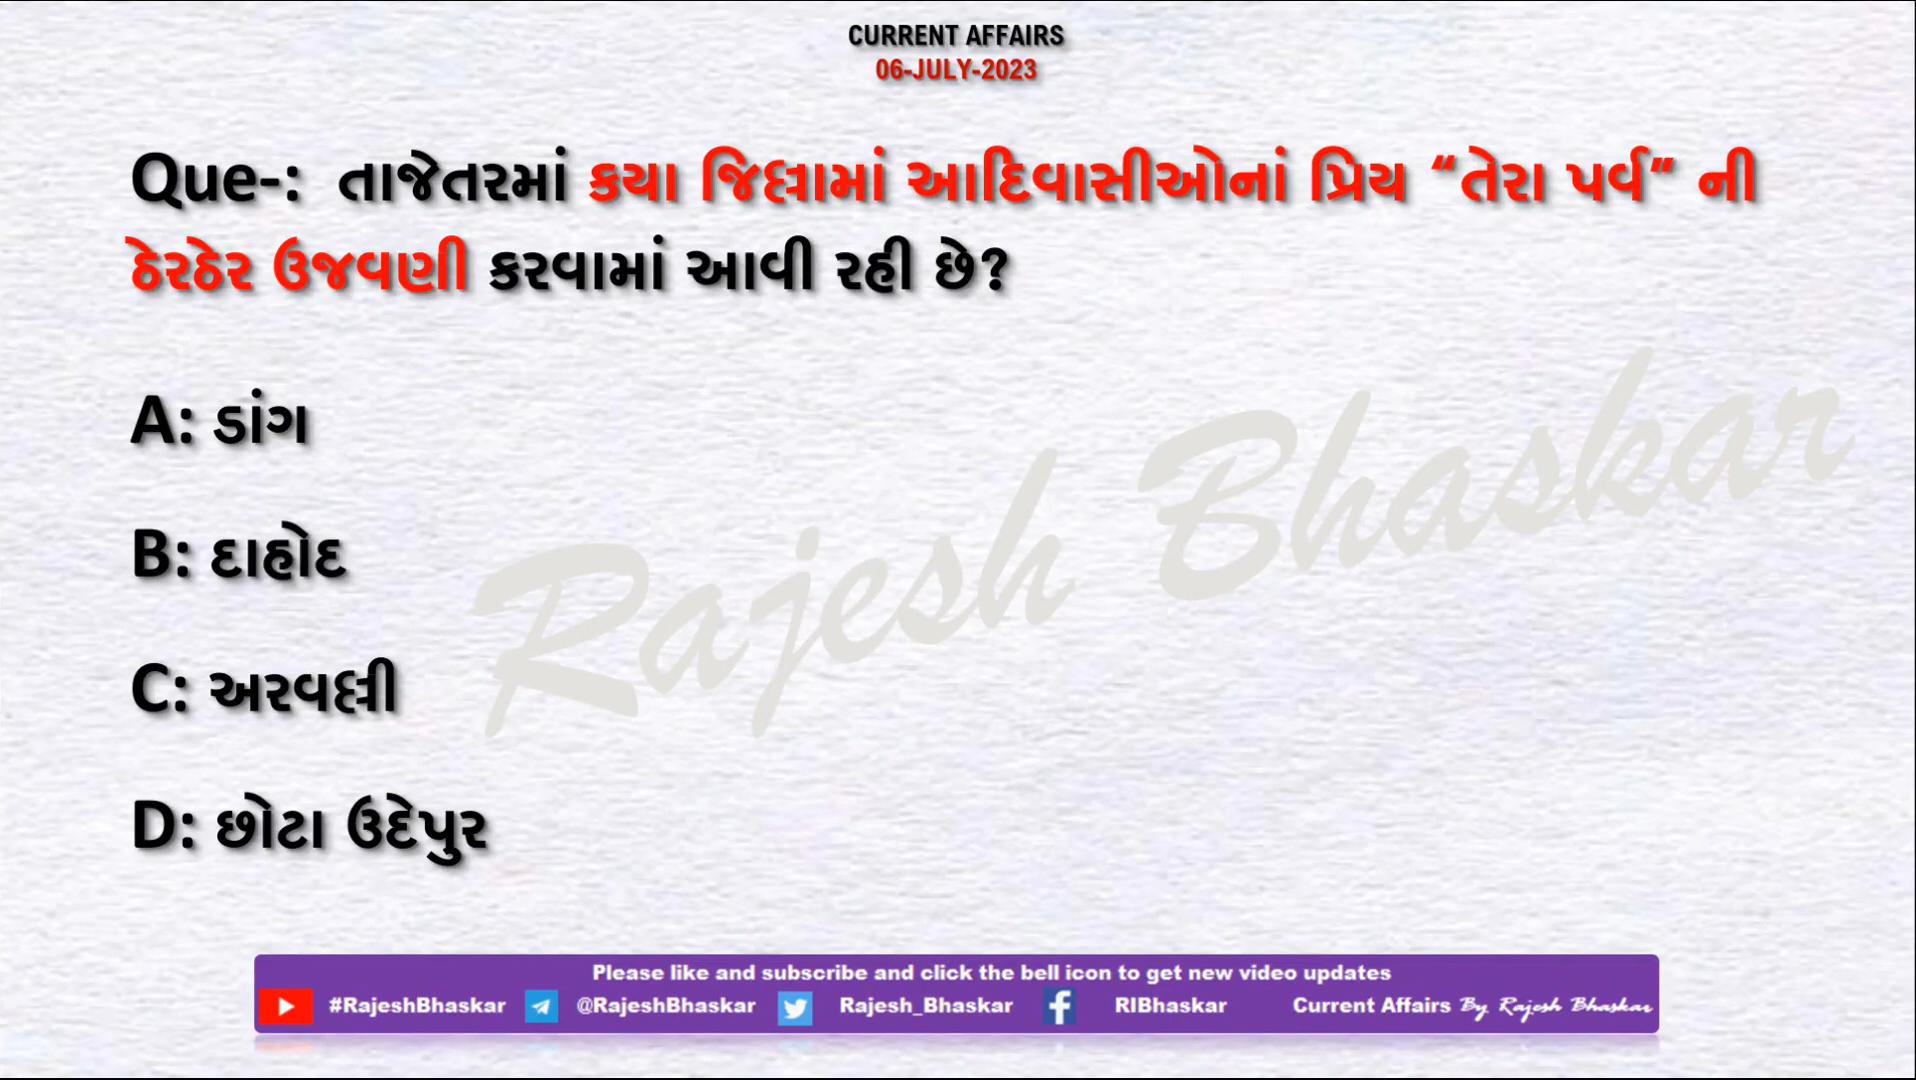 CURRENT AFFAIRS
06-JULY-2023
Que-: તાજેતરમાં કયા જિલ્લામાં આદિવાસીઓનાં પ્રિય “તેરા પર્વ” ની
ઠેરઠેર ઉજવણી કરવામાં આવી રહી છે?
A: ડાંગ
B: દાહોદ
C: અરવલ્લી
D: છોટા ઉદેપુર
Rajesh Bhaskar
Please like and subscribe and click the bell icon to get new video updates
#RajeshBhaskar @RajeshBhaskar Rajesh_Bhaskar RIBhaskar Current Affairs By Rajesh Bhaskar